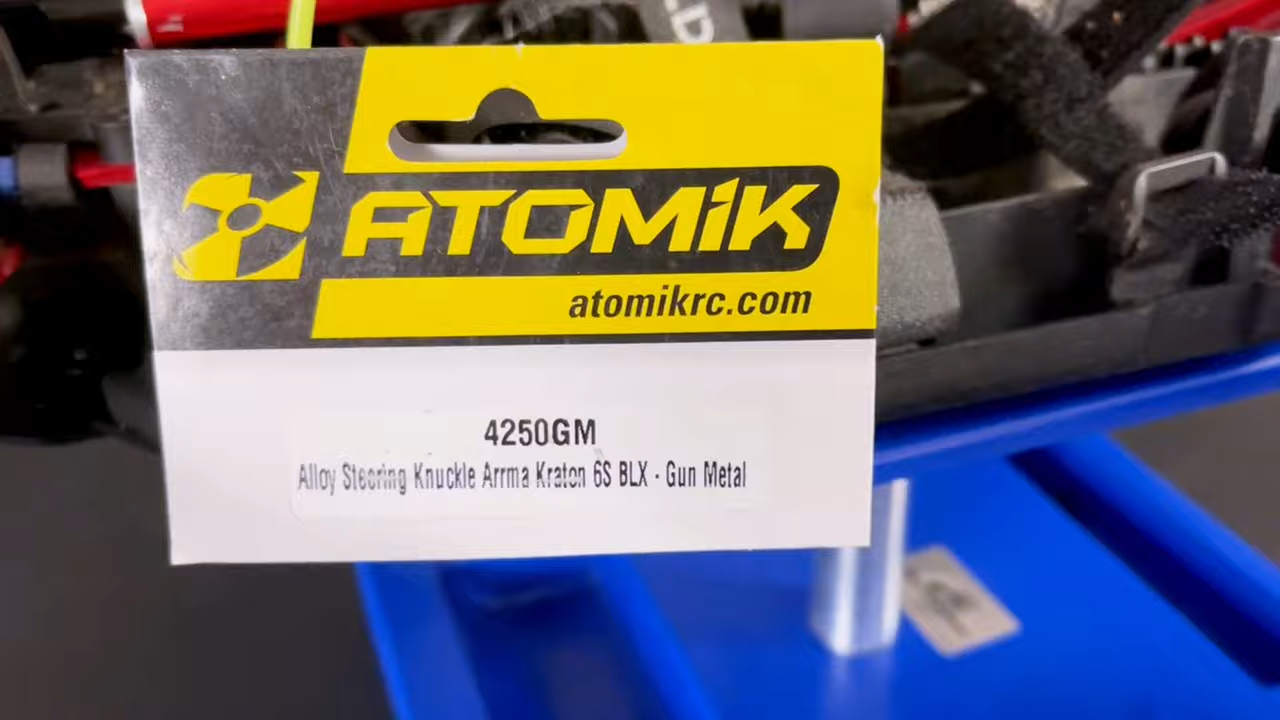 ATOMiK
atomikrc.com
4250GM
Alloy Steering Knuckle Arrma Kraton 6S BLX - Gun Metal